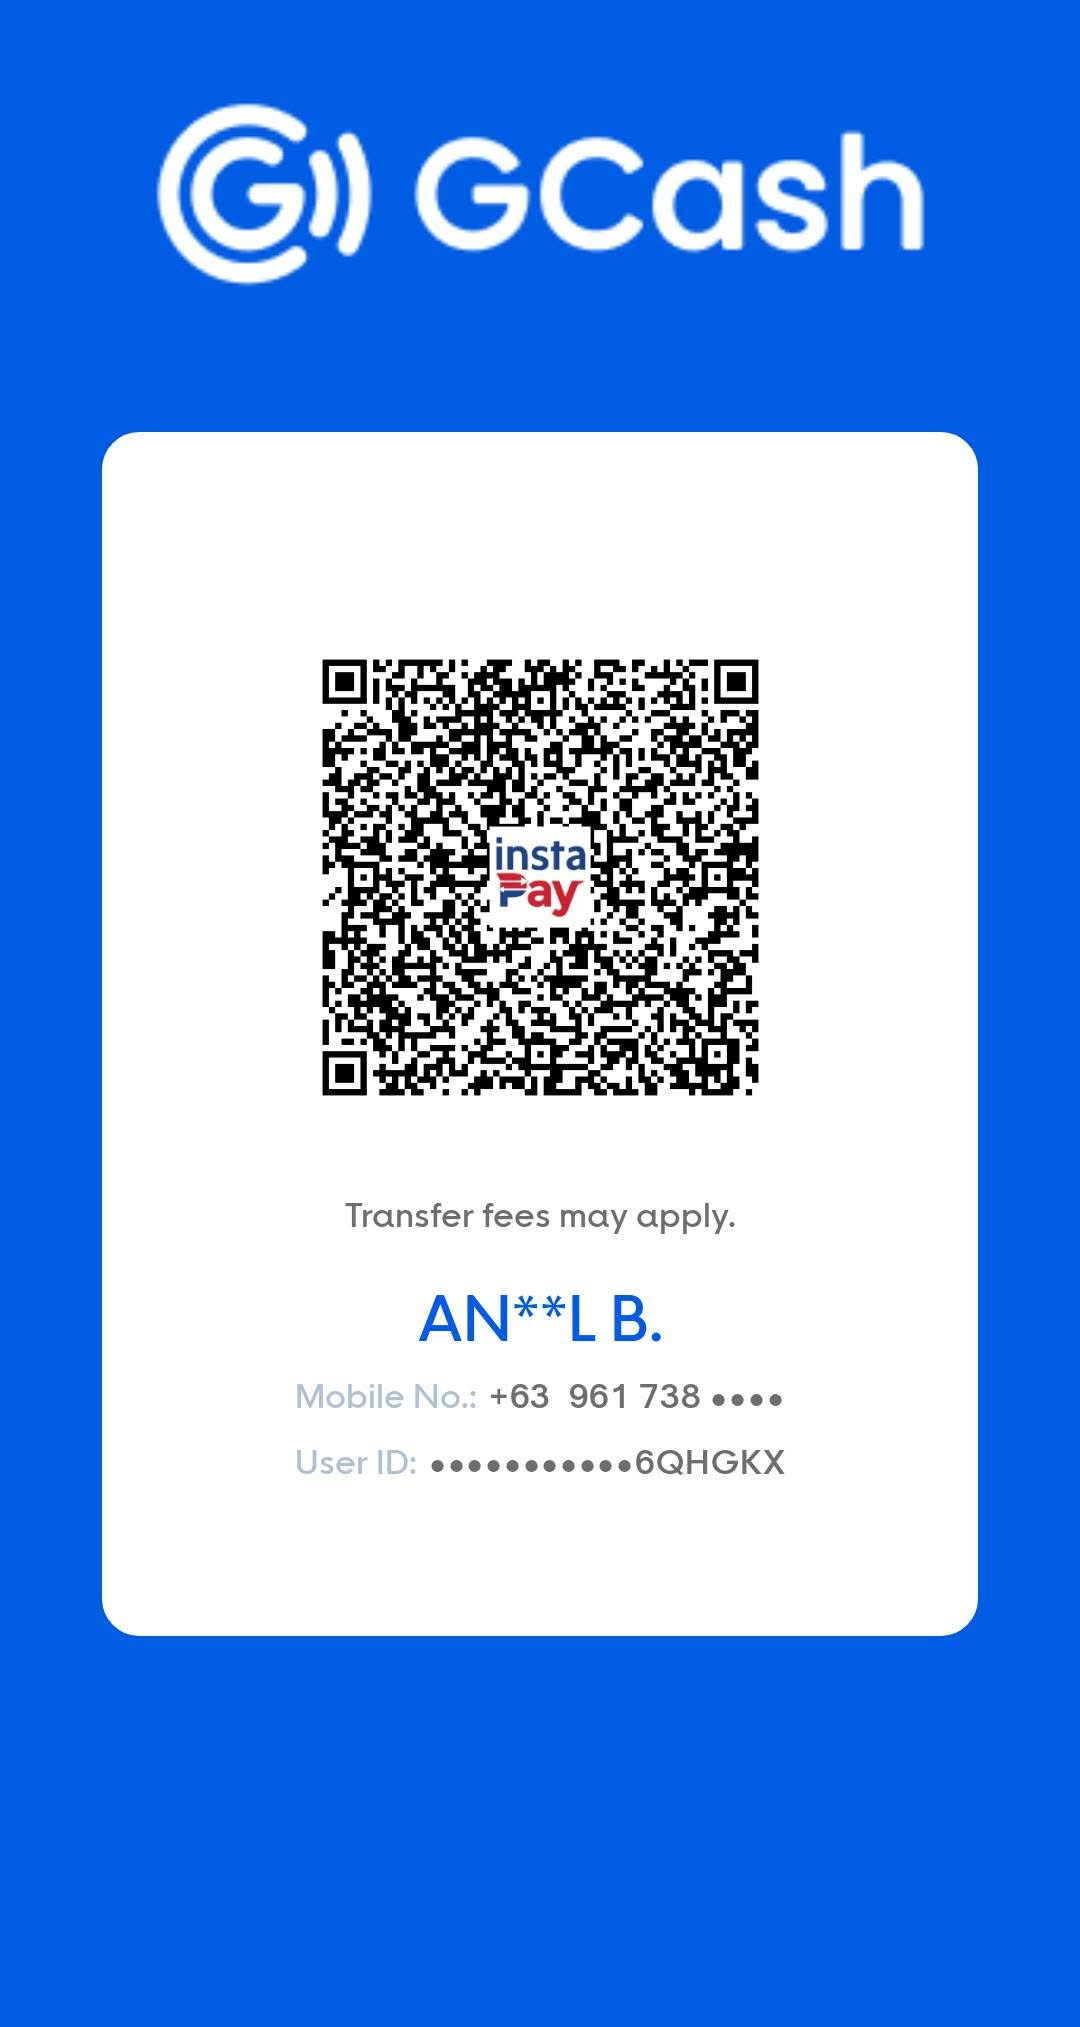 GCash
insta
Pay
Transfer fees may apply.
AN**L B.
Mobile No.: +63 961 738 ••••
User ID: •••••••••••6QHGKX